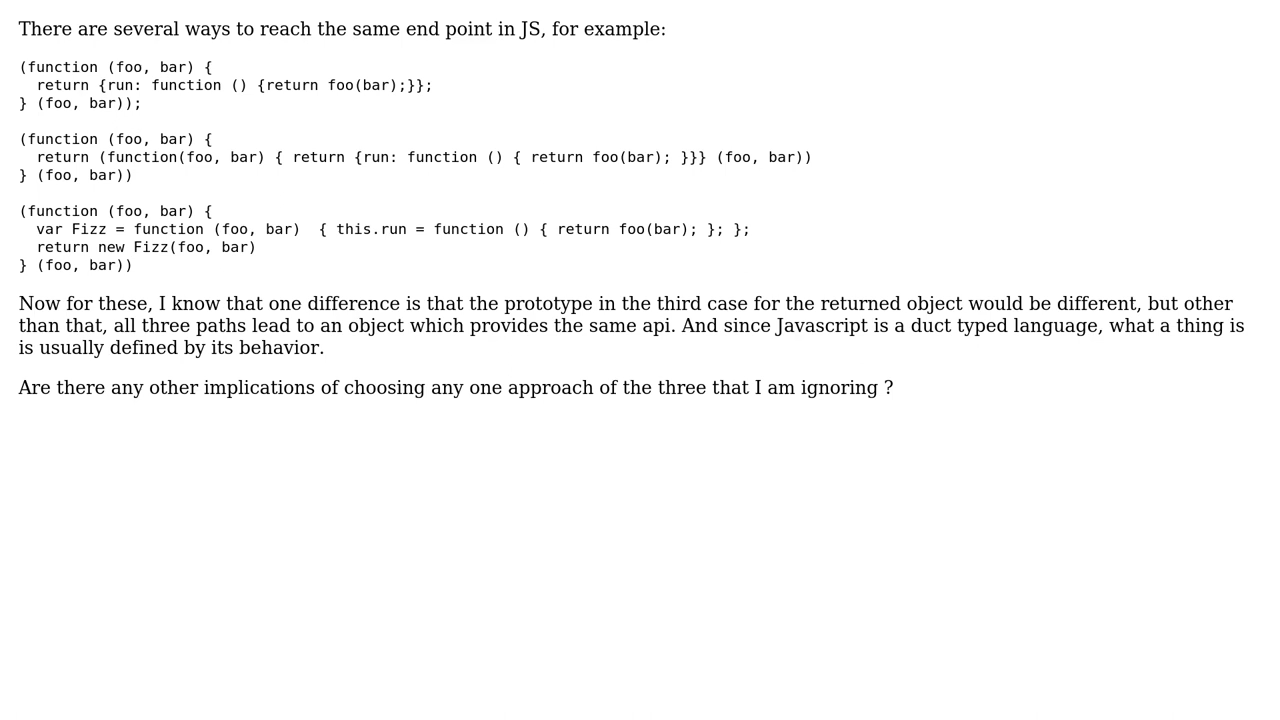 There are several ways to reach the same end point in JS, for example:
(function (foo, bar) {
  return {run: function () {return foo(bar);}};
} (foo, bar));
(function (foo, bar) {
  return (function(foo, bar) { return {run: function () { return foo(bar); }}} (foo, bar))
} (foo, bar))
(function (foo, bar) {
  var Fizz = function (foo, bar)  { this.run = function () { return foo(bar); }; };
  return new Fizz(foo, bar)
} (foo, bar))
Now for these, I know that one difference is that the prototype in the third case for the returned object would be different, but other
than that, all three paths lead to an object which provides the same api. And since Javascript is a duct typed language, what a thing is
is usually defined by its behavior.
Are there any other implications of choosing any one approach of the three that I am ignoring ?